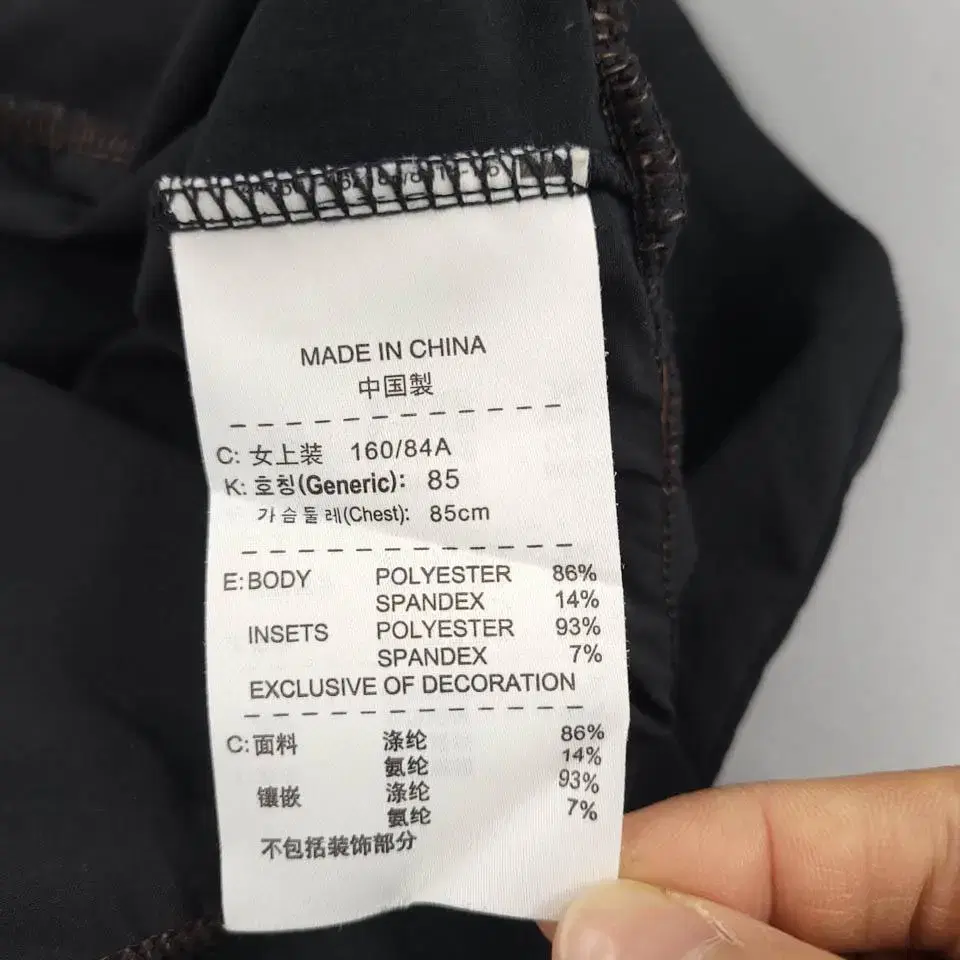 MADE IN CHINA
中国製
C: 女上装 160/84A
K: 호칭(Generic): 85
가슴둘레(Chest): 85cm
E: BODY POLYESTER 86%
SPANDEX 14%
INSETS POLYESTER 93%
SPANDEX 7%
EXCLUSIVE OF DECORATION
C: 面料 涤纶 86%
氨纶 14%
镶嵌 涤纶 93%
氨纶 7%
不包括装饰部分